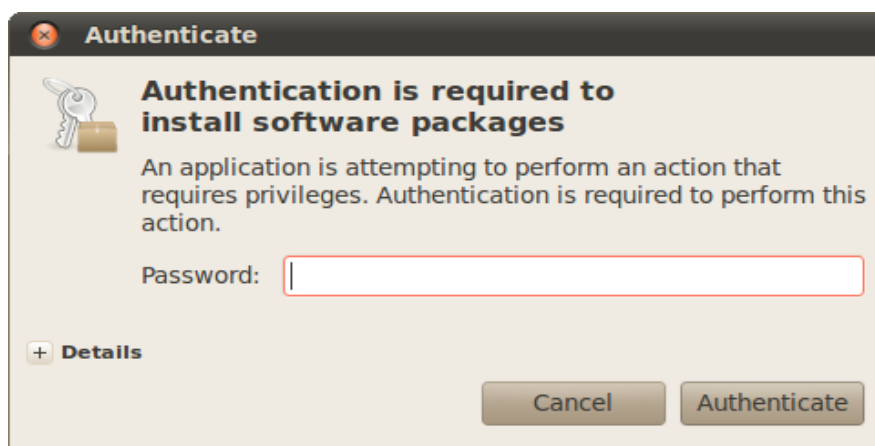 Authenticate
Authentication is required to
install software packages
An application is attempting to perform an action that
requires privileges. Authentication is required to perform this
action.
Password:
Details
Cancel Authenticate